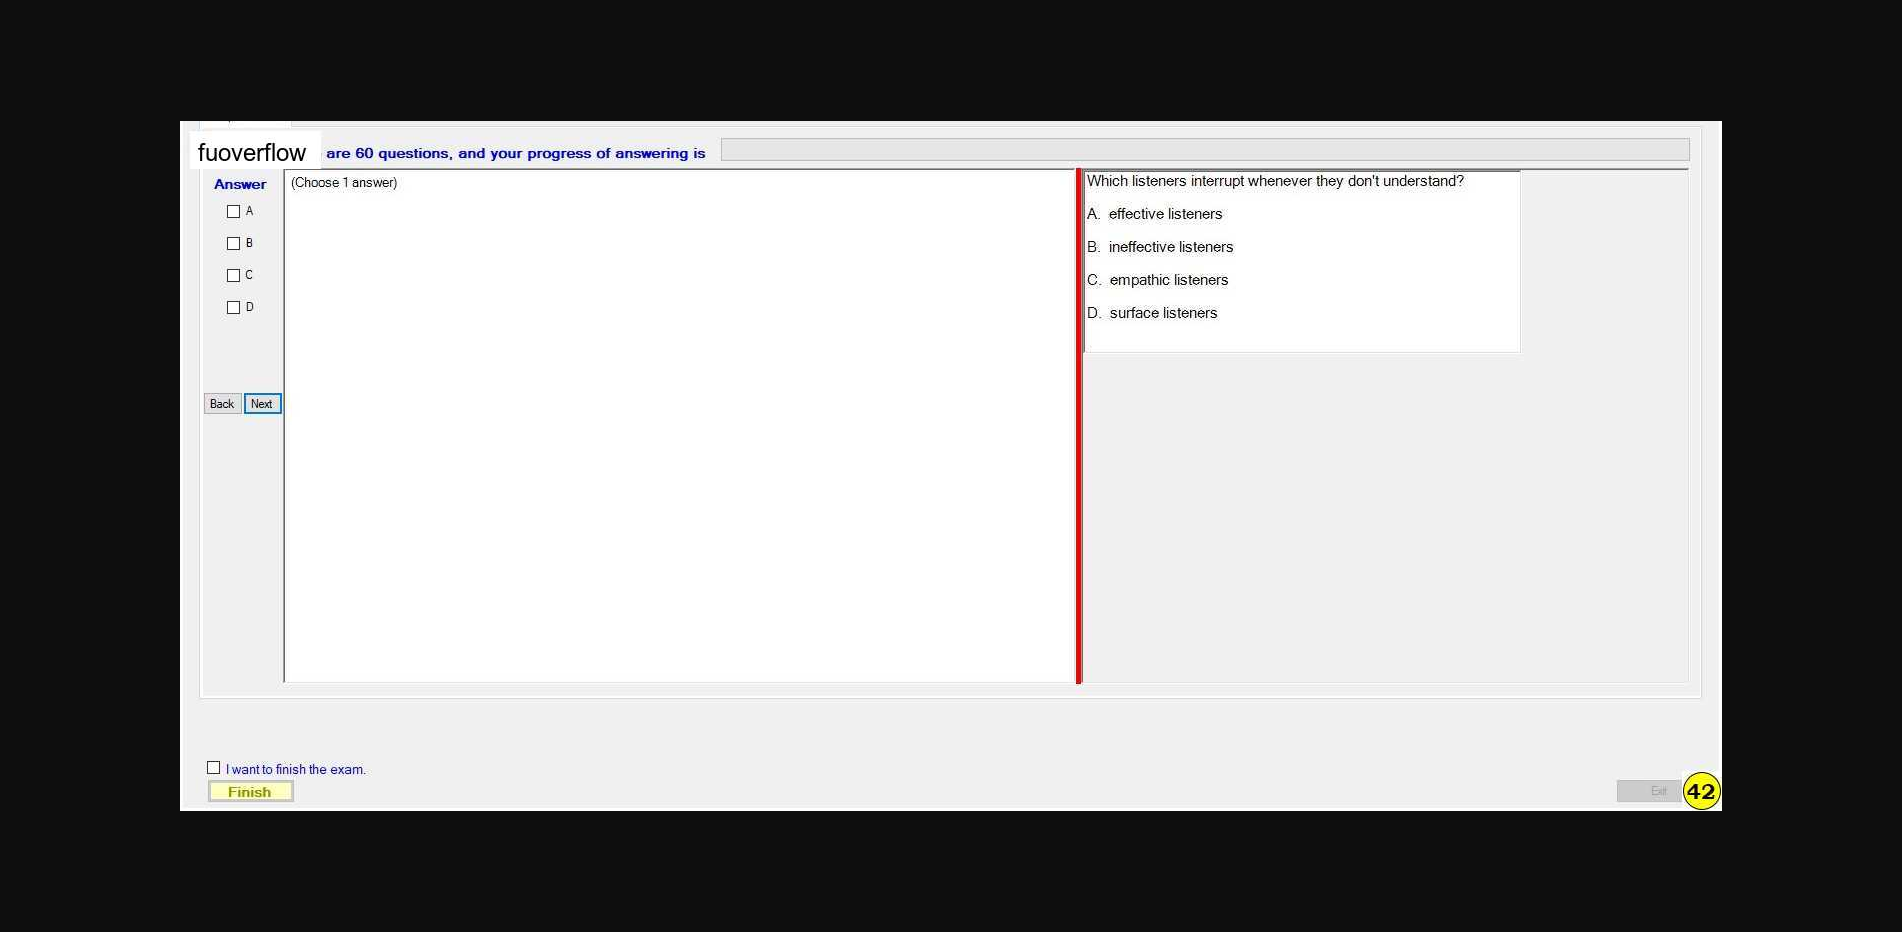 fuoverflow are 60 questions, and your progress of answering is
Answer
A
B
C
D
Back Next
(Choose 1 answer)
Which listeners interrupt whenever they don't understand?
A. effective listeners
B. ineffective listeners
C. empathic listeners
D. surface listeners
I want to finish the exam.
Finish
Exit
42